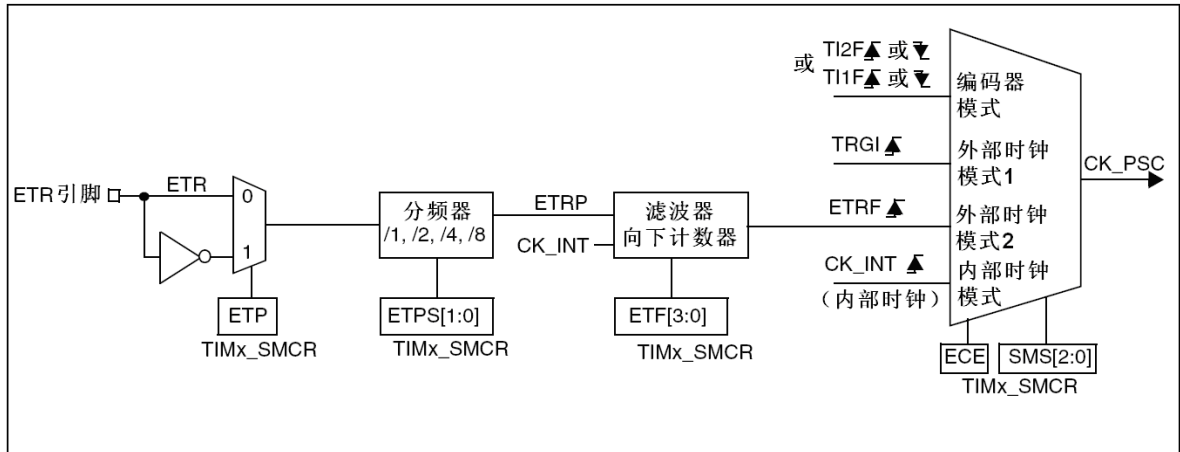 ETR引脚
ETR
0
1
ETP
TIMx_SMCR
分频器
/1, /2, /4, /8
ETPS[1:0]
TIMx_SMCR
ETRP
CK_INT
滤波器
向下计数器
ETF[3:0]
TIMx_SMCR
或
TI2F 或
TI1F 或
编码器
模式
TRGI
外部时钟
模式1
ETRF
外部时钟
模式2
CK_INT
（内部时钟）
内部时钟
模式
CK_PSC
ECE
SMS[2:0]
TIMx_SMCR